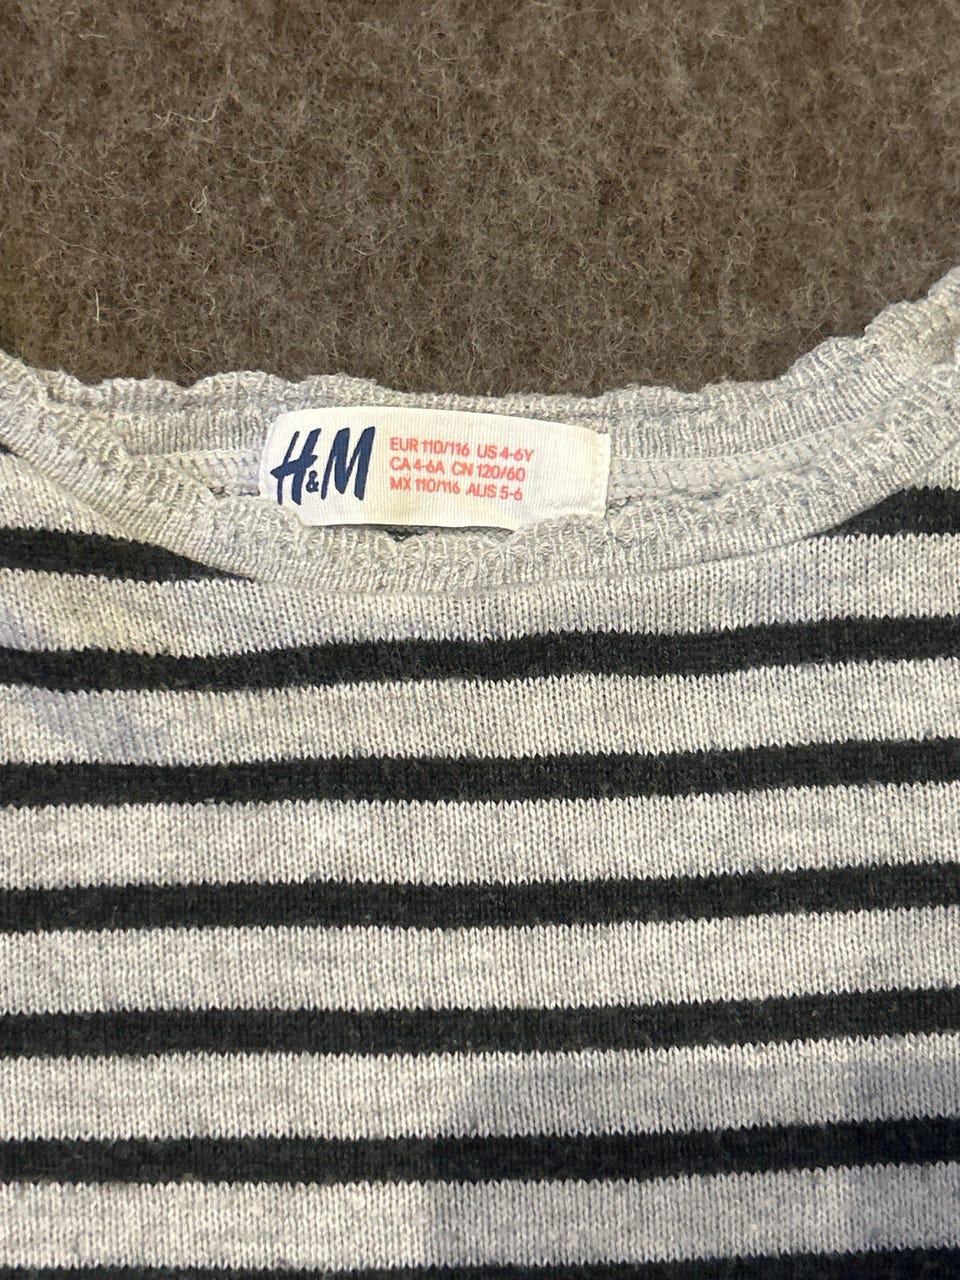 H&M
EUR 110/116 US 4-6Y
CA 4-6A CN 120/60
MX 110/116 AUS 5-6